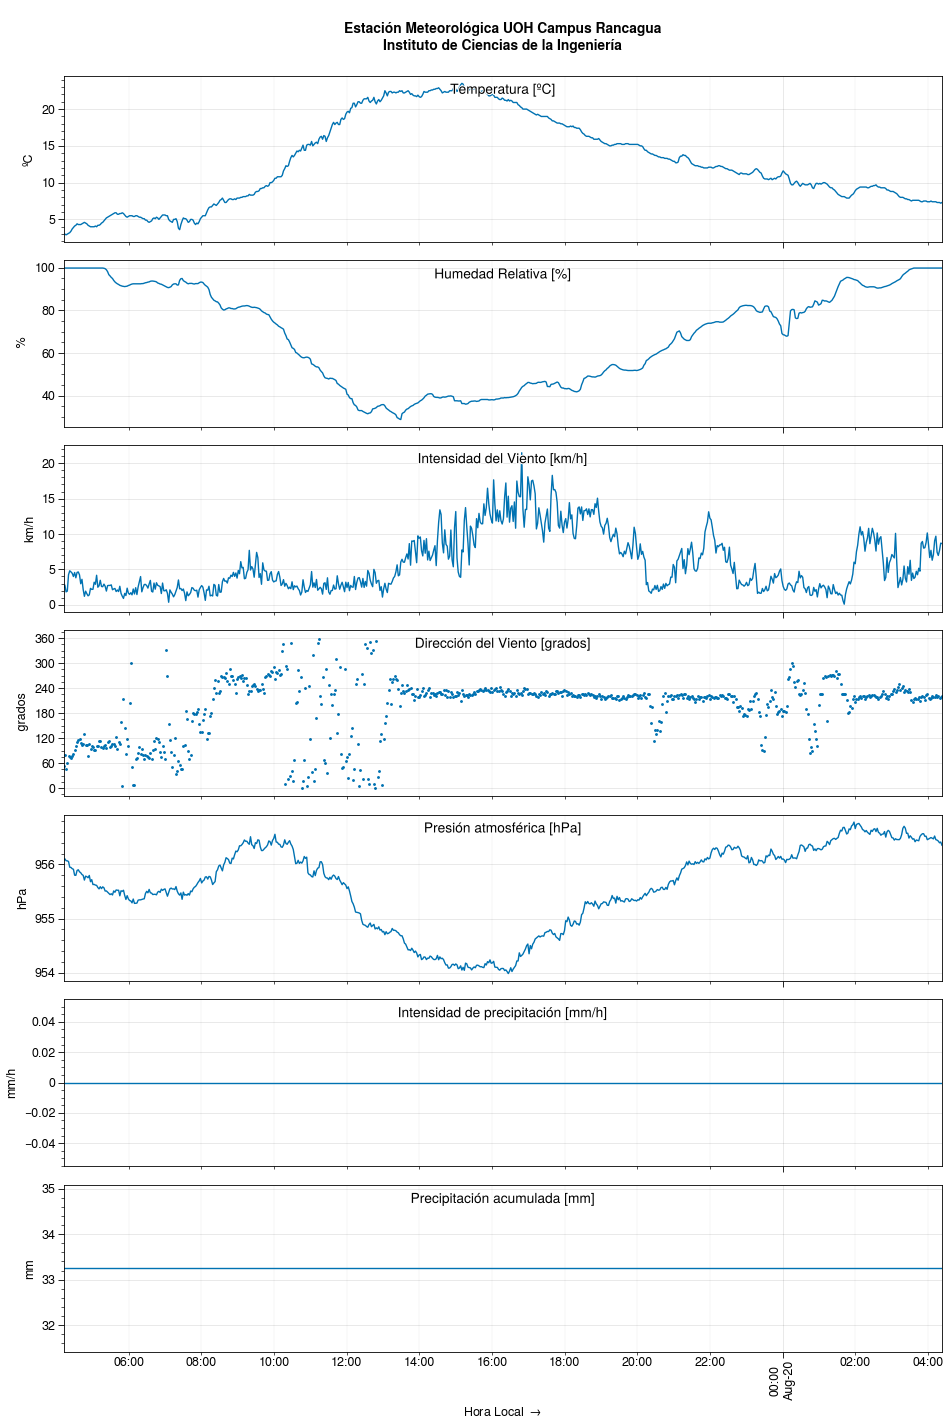 Estación Meteorológica UOH Campus Rancagua
Instituto de Ciencias de la Ingeniería
Temperatura [ºC]
ºC
20
15
10
5
Humedad Relativa [%]
%
100
80
60
40
Intensidad del Viento [km/h]
km/h
20
15
10
5
0
Dirección del Viento [grados]
grados
360
300
240
180
120
60
0
Presión atmosférica [hPa]
hPa
956
955
954
Intensidad de precipitación [mm/h]
mm/h
0.04
0.02
0
−0.02
−0.04
Precipitación acumulada [mm]
mm
35
34
33
32
06:00 08:00 10:00 12:00 14:00 16:00 18:00 20:00 22:00 00:00 02:00 04:00
Aug-20
Hora Local →